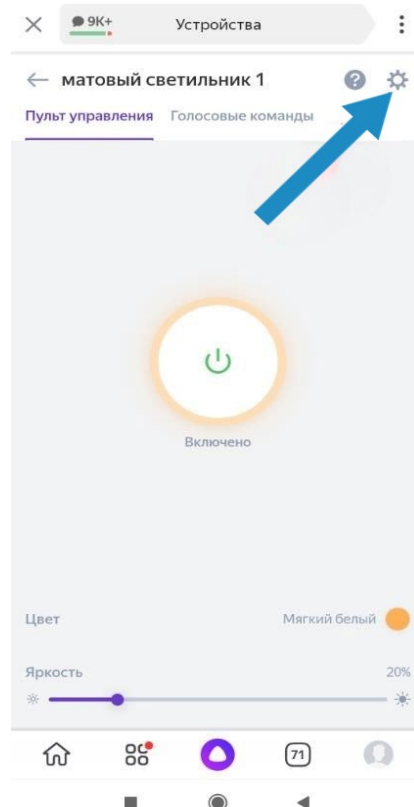 9K+ Устройства
матовый светильник 1 ?
Пульт управления Голосовые команды
Включено
Цвет Мягкий белый
Яркость 20%
71